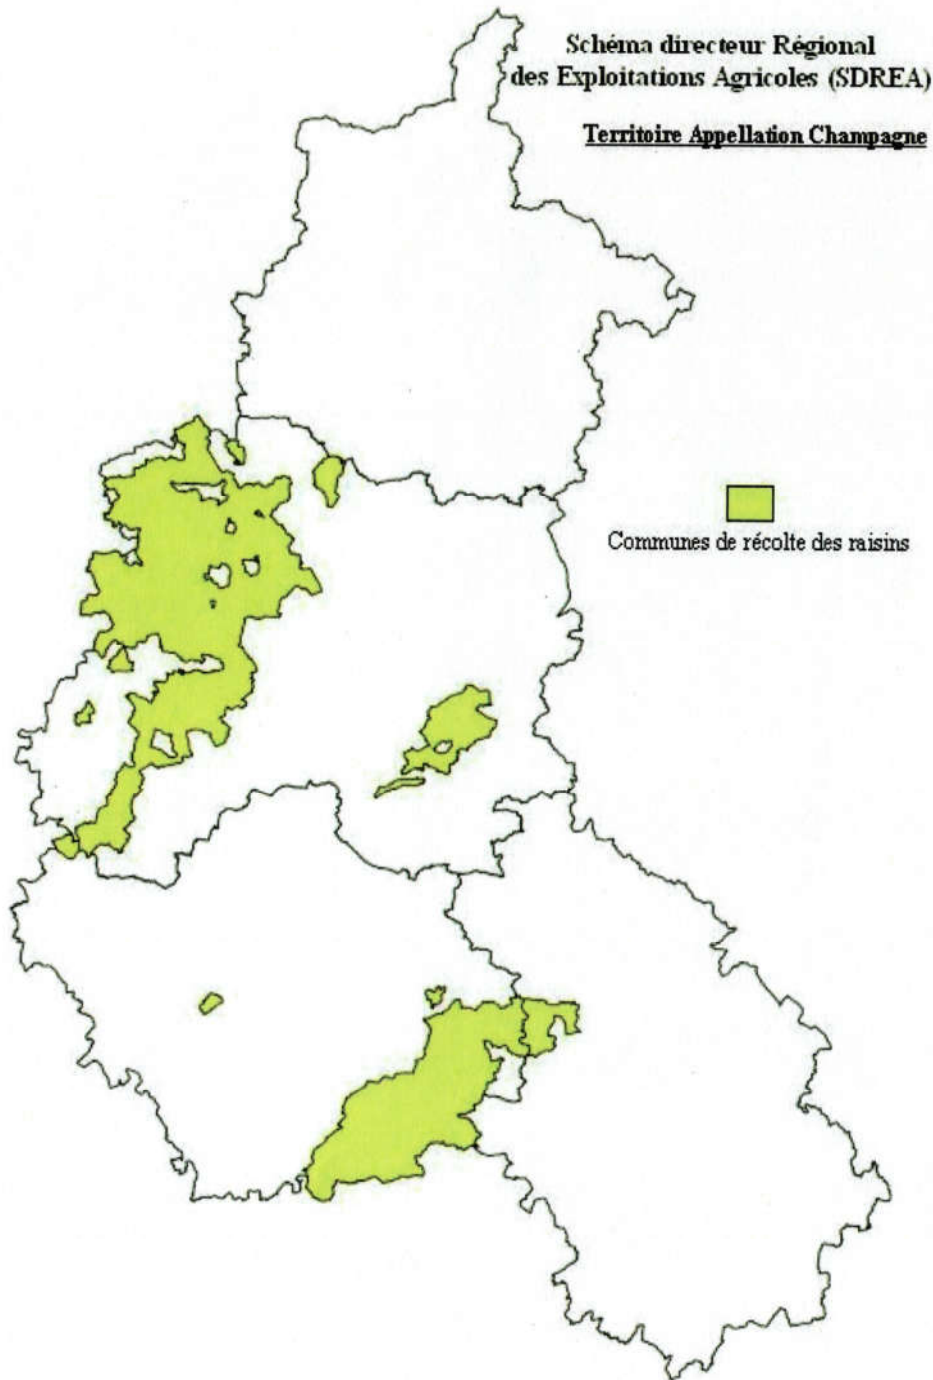 Schéma directeur Régional
des Exploitations Agricoles (SDREA)
Territoire Appellation Champagne
Communes de récolte des raisins